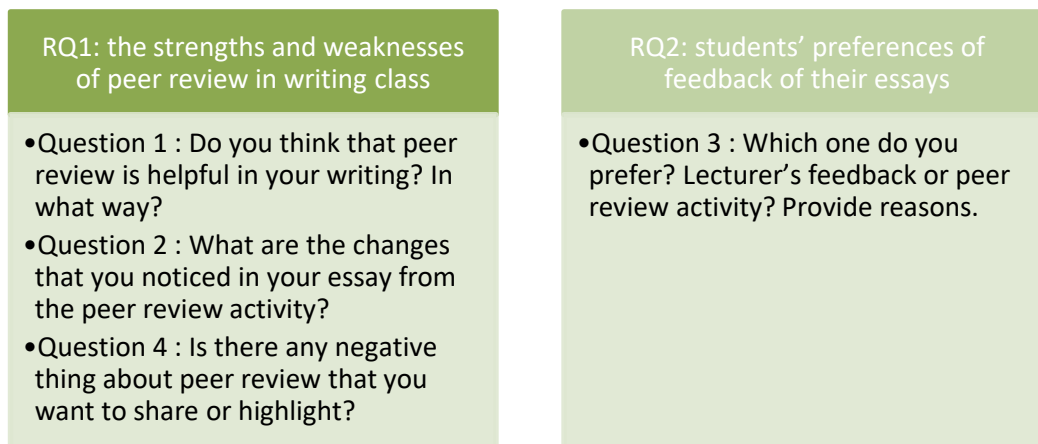 RQ1: the strengths and weaknesses
of peer review in writing class
•Question 1 : Do you think that peer
review is helpful in your writing? In
what way?
•Question 2 : What are the changes
that you noticed in your essay from
the peer review activity?
•Question 4 : Is there any negative
thing about peer review that you
want to share or highlight?
RQ2: students’ preferences of
feedback of their essays
•Question 3 : Which one do you
prefer? Lecturer’s feedback or peer
review activity? Provide reasons.